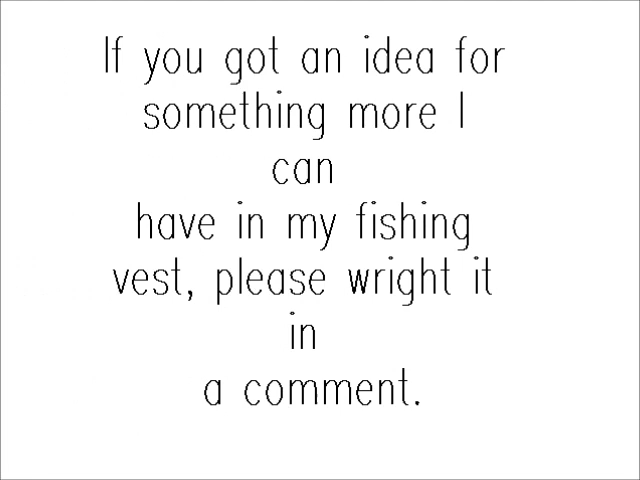 If you got an idea for
something more I
can
have in my fishing
vest, please wright it
in
a comment.